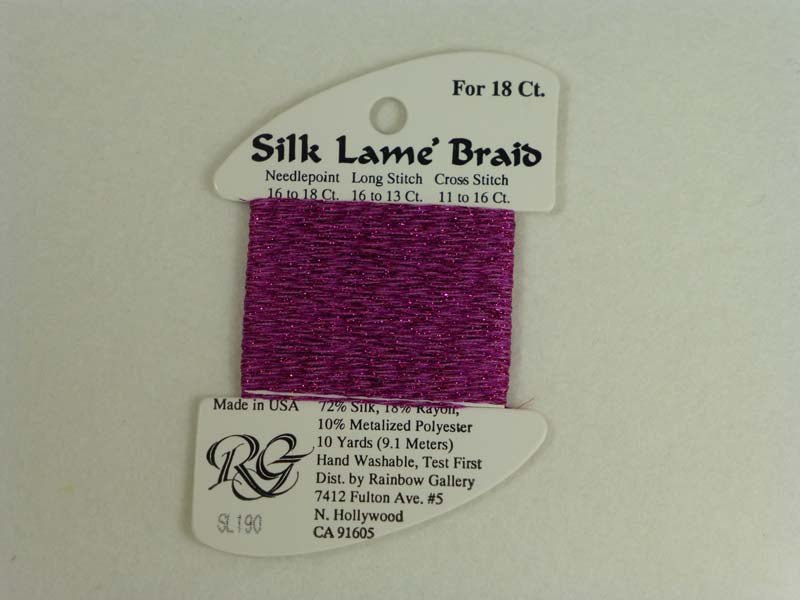 For 18 Ct.
Silk Lame' Braid
Needlepoint Long Stitch Cross Stitch
16 to 18 Ct. 16 to 13 Ct. 11 to 16 Ct.
Made in USA
72% Silk, 18% Rayon,
10% Metalized Polyester
10 Yards (9.1 Meters)
Hand Washable, Test First
Dist. by Rainbow Gallery
7412 Fulton Ave. #5
N. Hollywood
CA 91605
RG
SL190